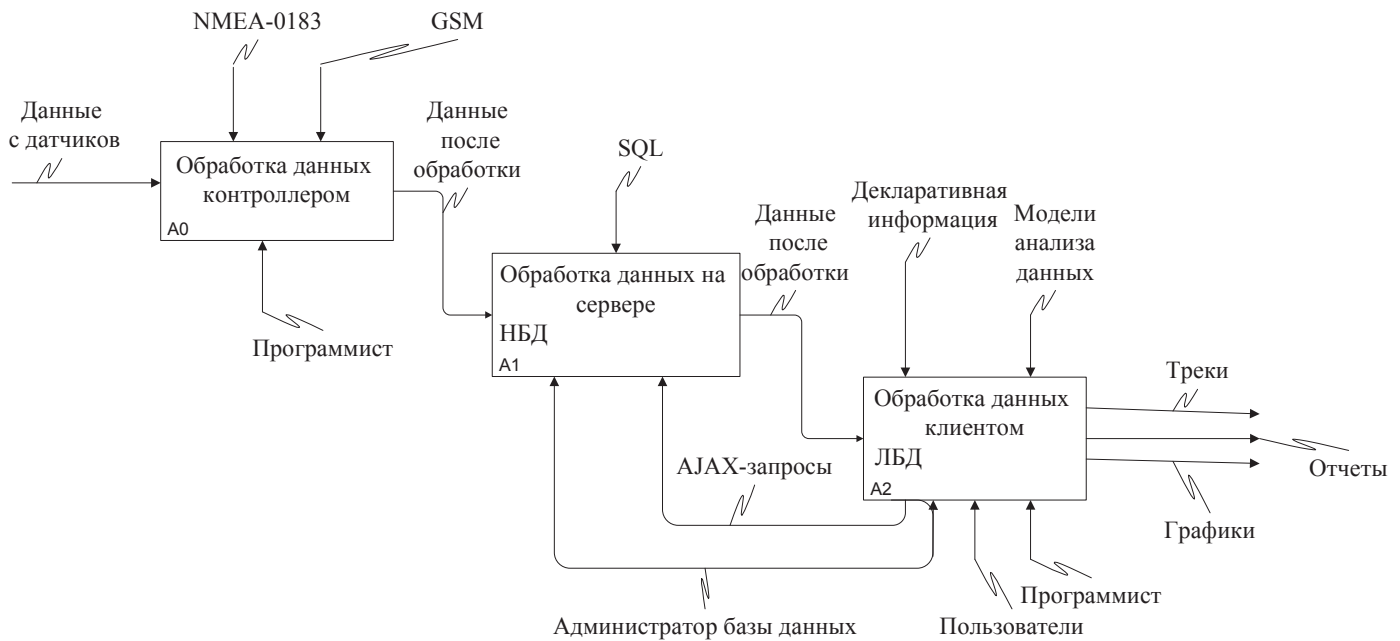 NMEA-0183
GSM
Данные
с датчиков
Обработка данных
контроллером
A0
Данные
после
обработки
Программист
SQL
Обработка данных на
сервере
НБД
A1
Данные
после
обработки
Декларативная
информация
Модели
анализа
данных
Обработка данных
клиентом
ЛБД
A2
Треки
Отчеты
Графики
AJAX-запросы
Администратор базы данных
Программист
Пользователи